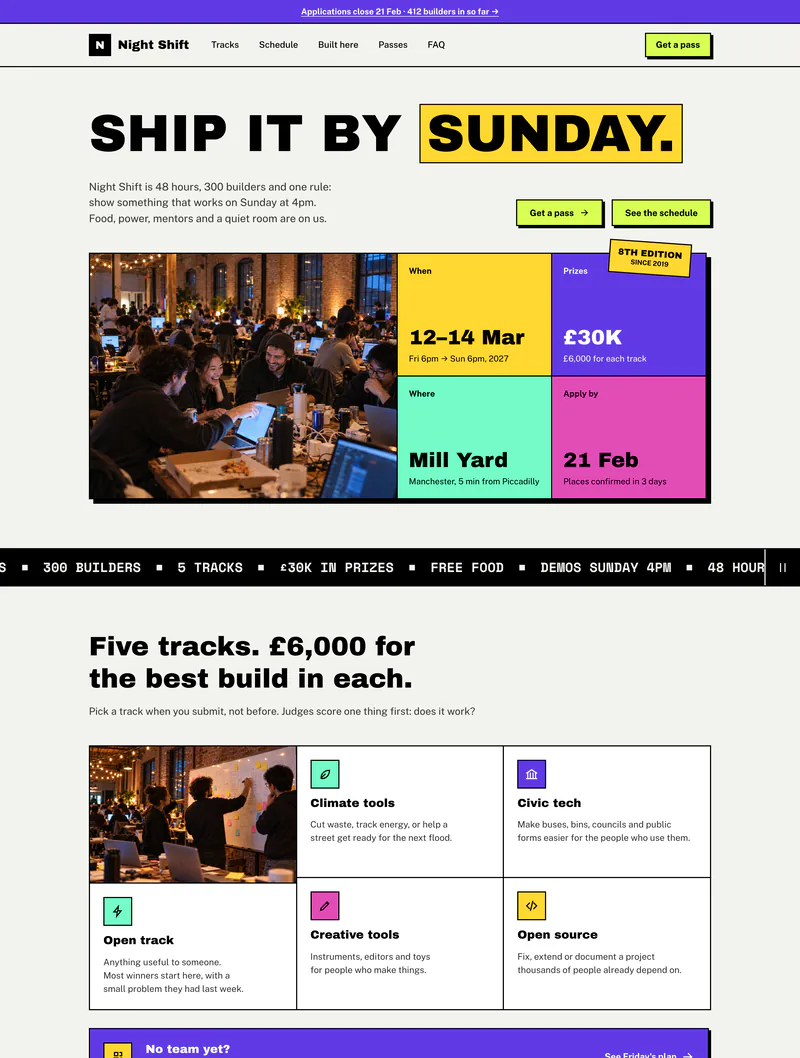 Applications close 21 Feb · 412 builders in so far →
N Night Shift Tracks Schedule Built here Passes FAQ Get a pass
SHIP IT BY SUNDAY.
Night Shift is 48 hours, 300 builders and one rule:
show something that works on Sunday at 4pm.
Food, power, mentors and a quiet room are on us.
Get a pass →
See the schedule
8TH EDITION
SINCE 2019
When
12–14 Mar
Fri 6pm → Sun 6pm, 2027
Prizes
£30K
£6,000 for each track
Where
Mill Yard
Manchester, 5 min from Piccadilly
Apply by
21 Feb
Places confirmed in 3 days
S ■ 300 BUILDERS ■ 5 TRACKS ■ £30K IN PRIZES ■ FREE FOOD ■ DEMOS SUNDAY 4PM ■ 48 HOUR
Five tracks. £6,000 for
the best build in each.
Pick a track when you submit, not before. Judges score one thing first: does it work?
Open track
Anything useful to someone.
Most winners start here, with a
small problem they had last week.
Climate tools
Cut waste, track energy, or help a
street get ready for the next flood.
Civic tech
Make buses, bins, councils and public
forms easier for the people who use them.
Creative tools
Instruments, editors and toys
for people who make things.
Open source
Fix, extend or document a project
thousands of people already depend on.
No team yet?
See Friday's plan →